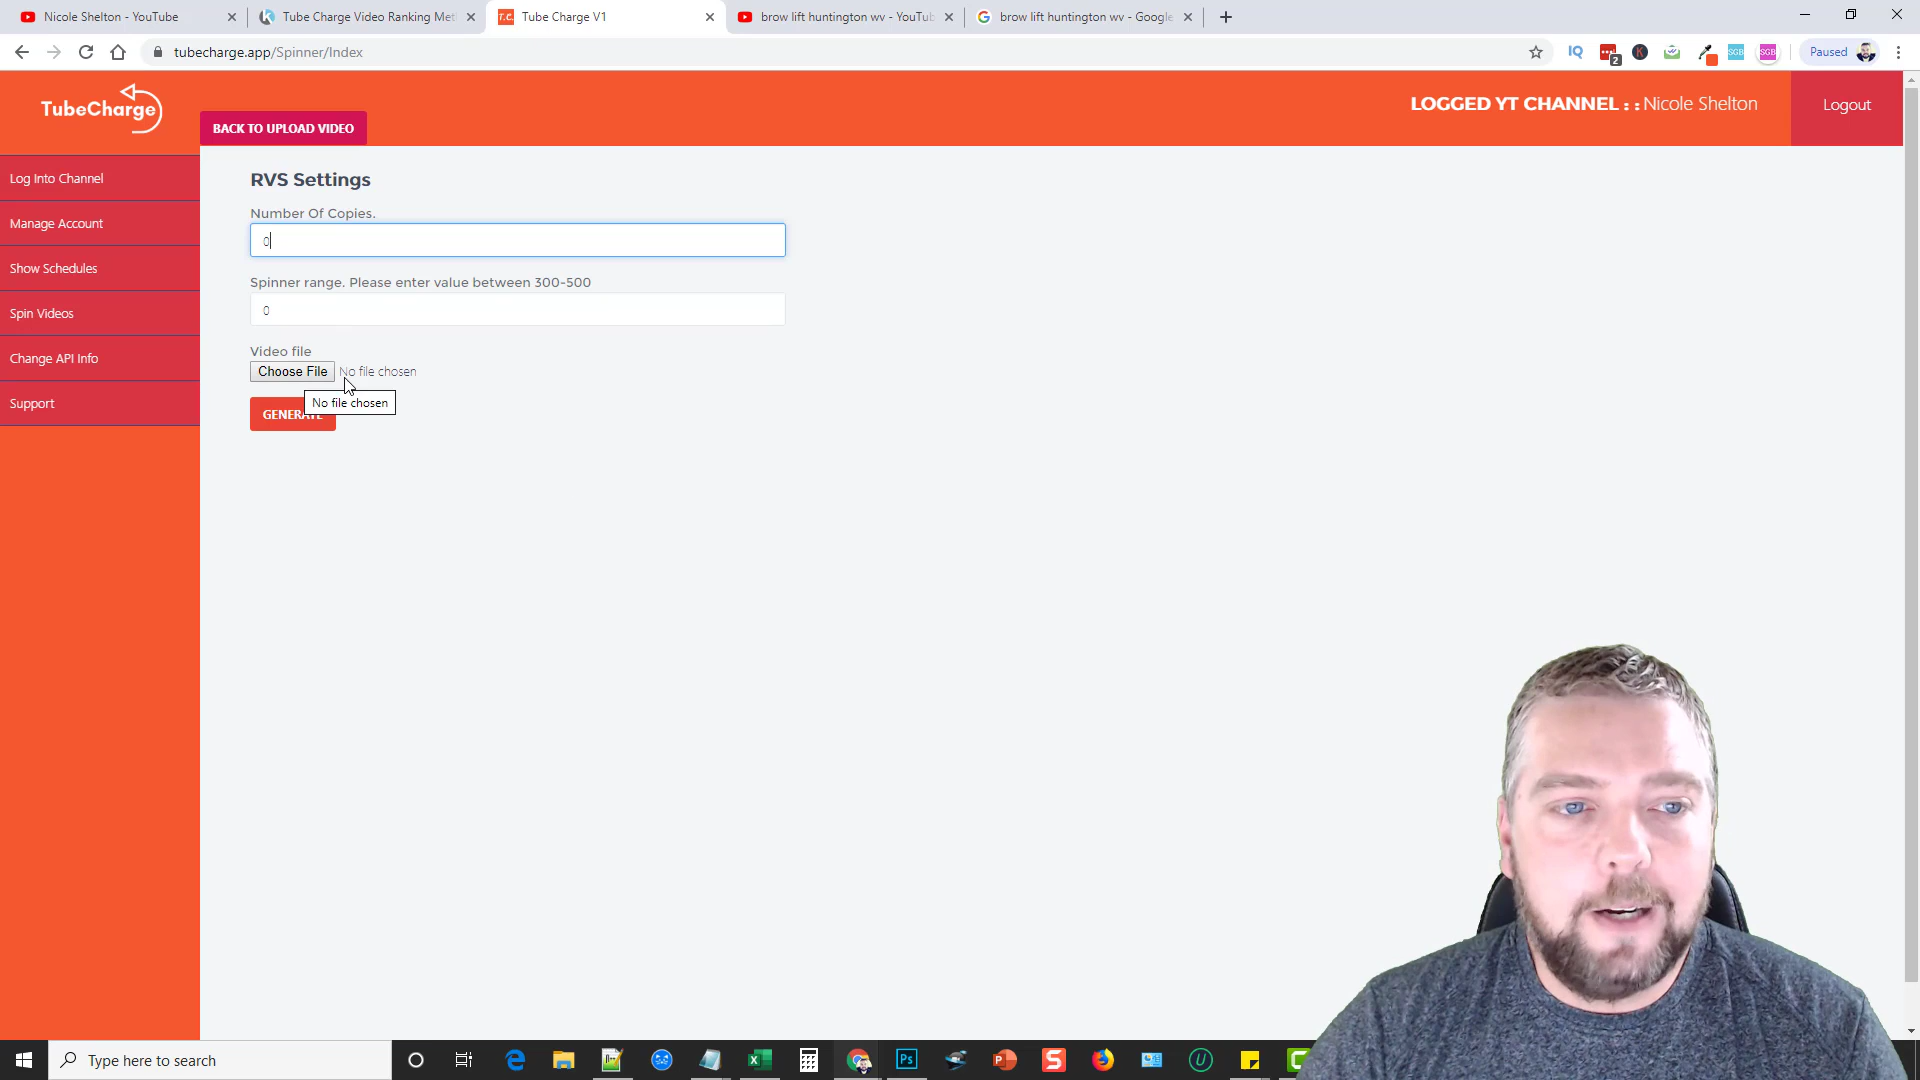 Nicole Shelton - YouTube
Tube Charge Video Ranking Met
T.C. Tube Charge V1
brow lift huntington wv - YouTub
brow lift huntington wv - Google
tubecharge.app/Spinner/Index
IQ
2
K
SGB
SGB
Paused
TubeCharge
BACK TO UPLOAD VIDEO
LOGGED YT CHANNEL : : Nicole Shelton
Logout
Log Into Channel
Manage Account
Show Schedules
Spin Videos
Change API Info
Support
RVS Settings
Number Of Copies.
0
Spinner range. Please enter value between 300-500
0
Video file
Choose File No file chosen
No file chosen
GENERATE
Type here to search